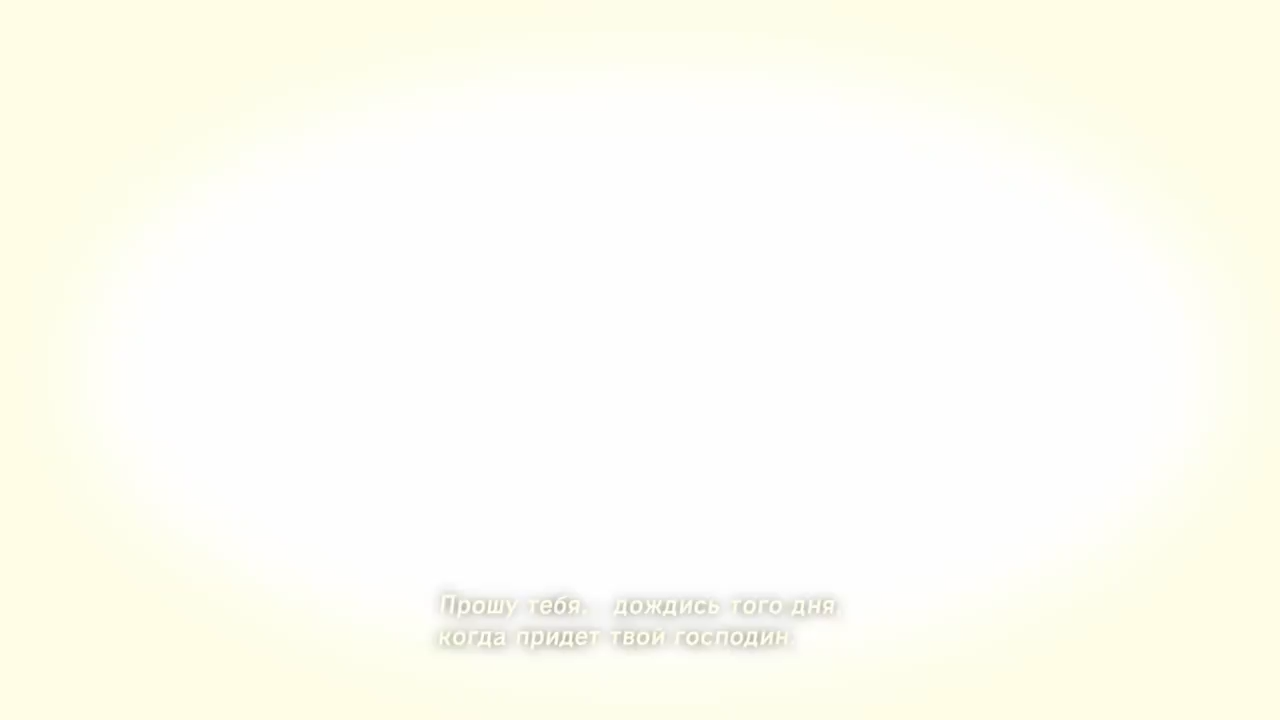 Прошу тебя... дождись того дня,
когда придет твой господин.